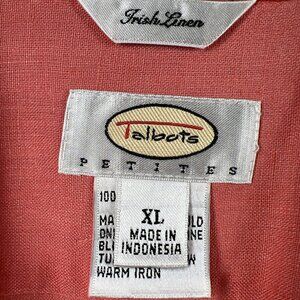 Irish Linen
Talbots
PETITES
100
XL
MADE IN
INDONESIA
WARM IRON